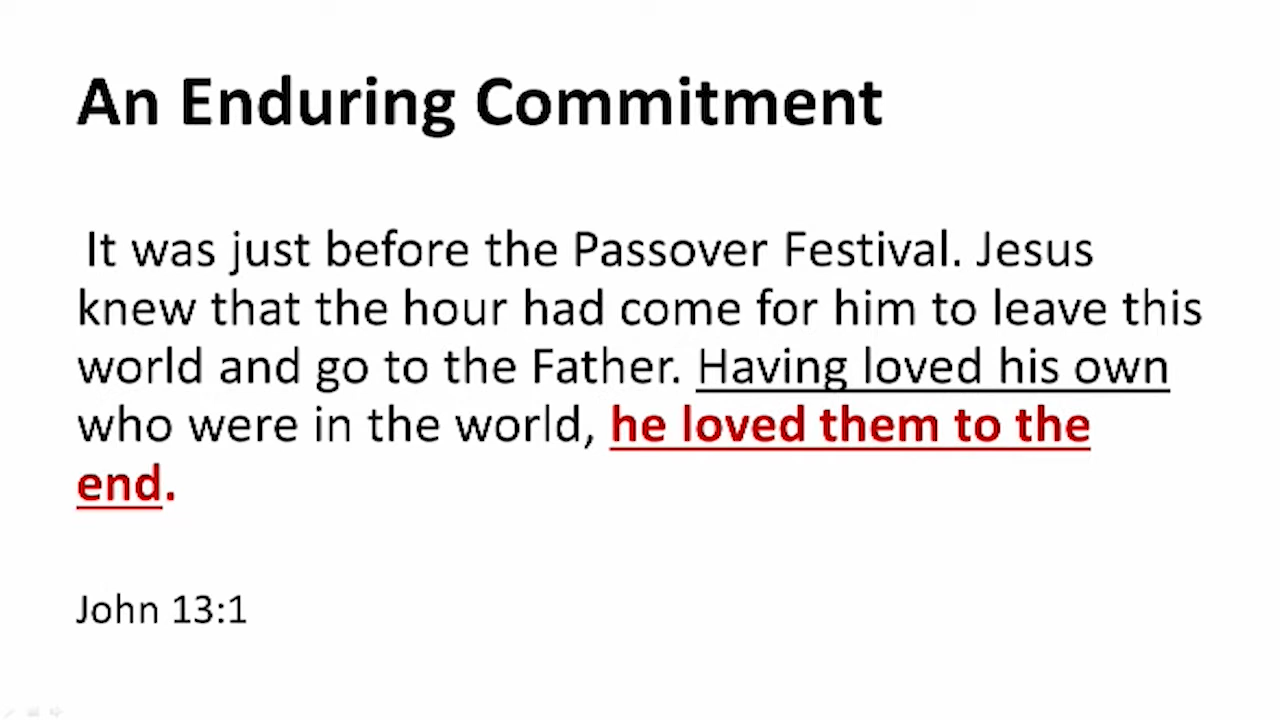 An Enduring Commitment
It was just before the Passover Festival. Jesus
knew that the hour had come for him to leave this
world and go to the Father. Having loved his own
who were in the world, he loved them to the
end.
John 13:1